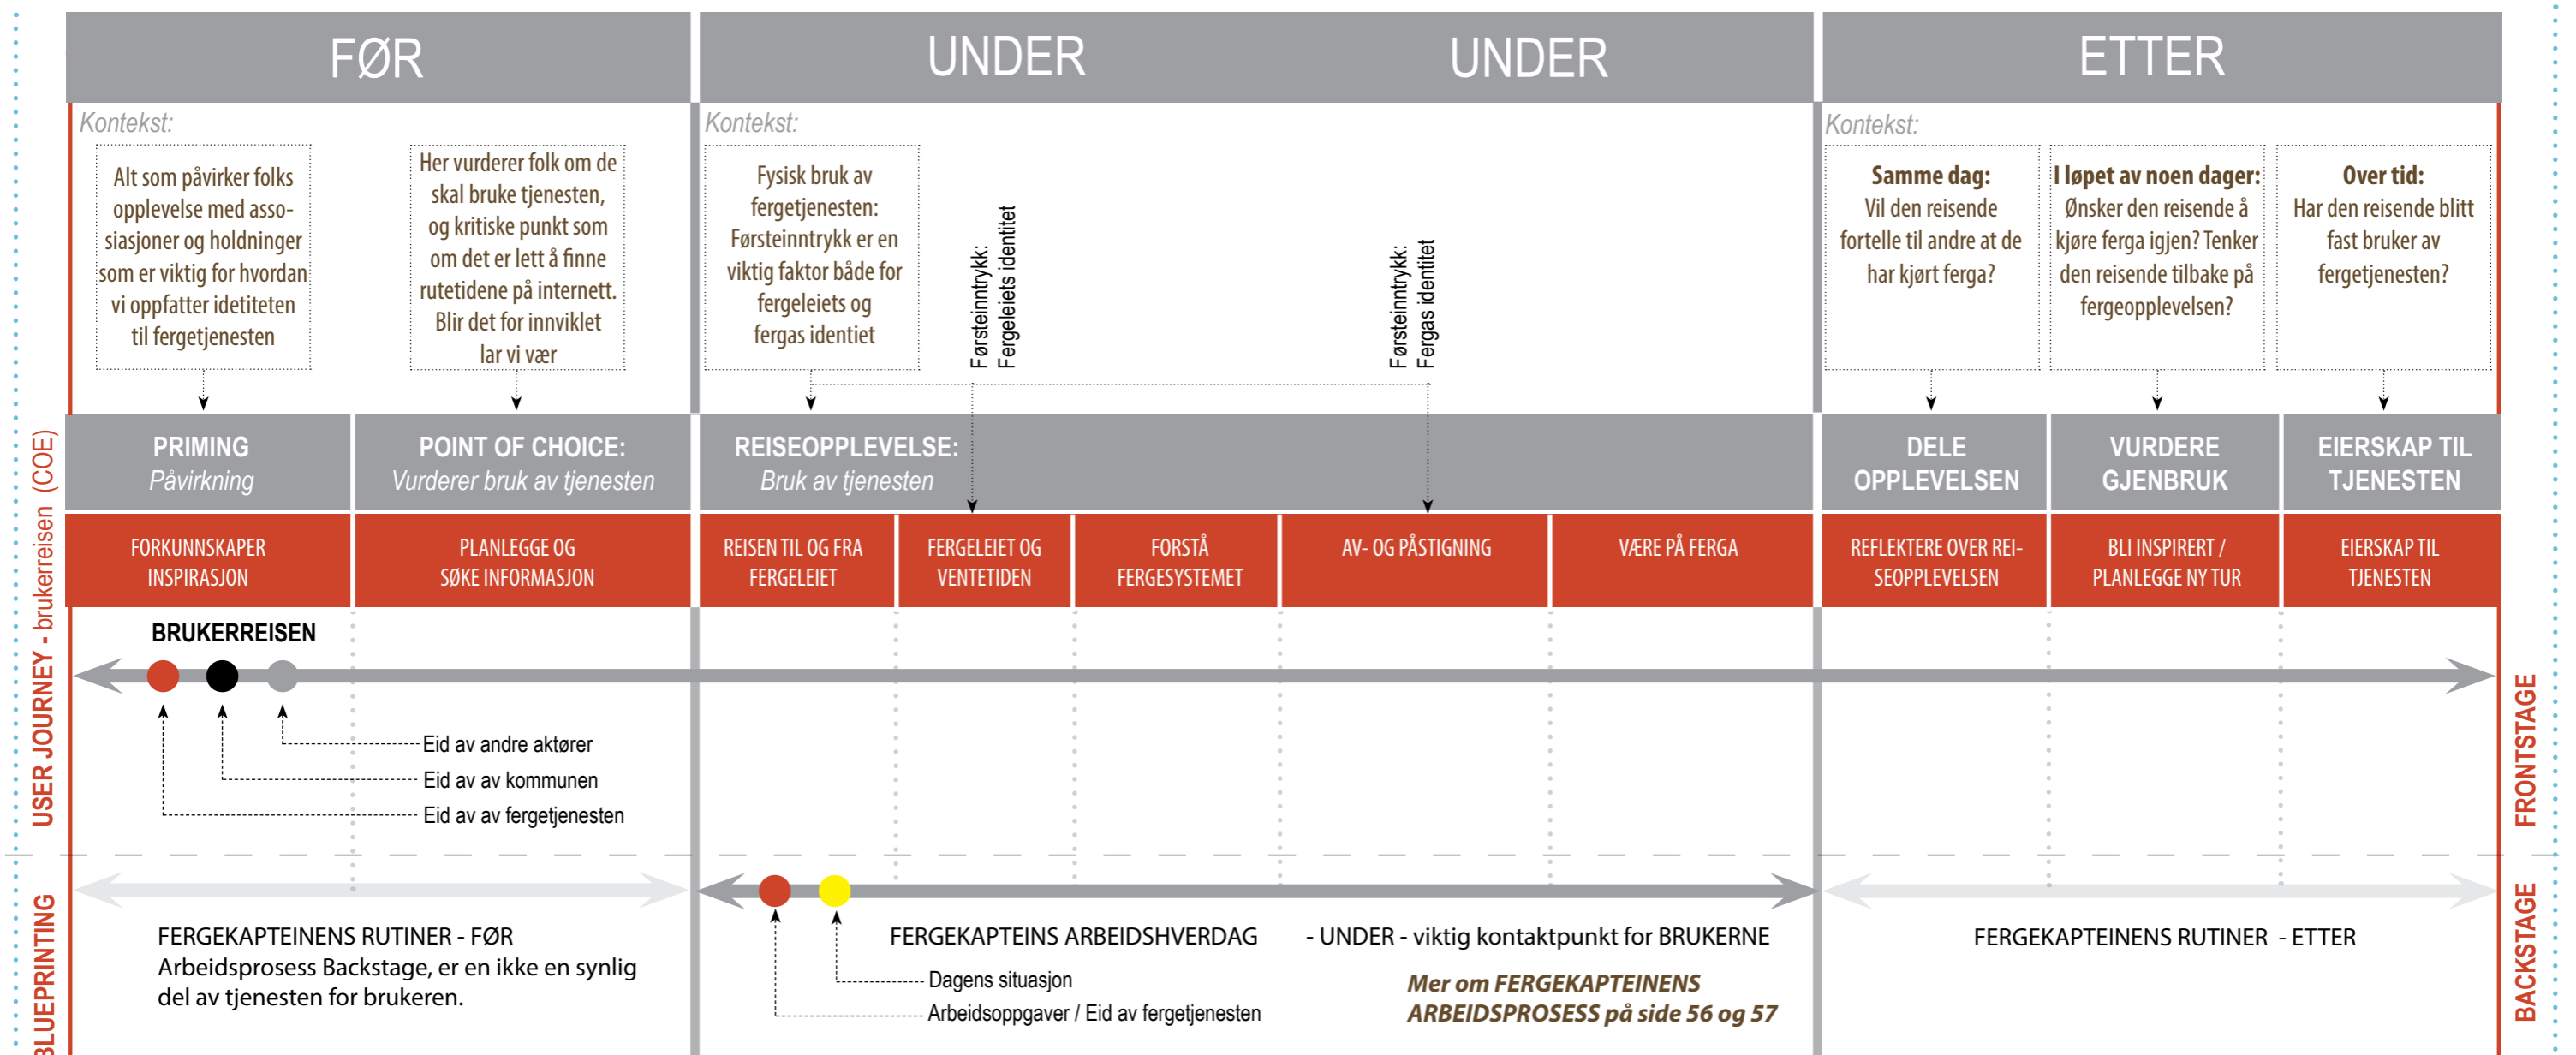 FØR
UNDER
UNDER
ETTER
Kontekst:
Alt som påvirker folks
opplevelse med asso-
siasjoner og holdninger
som er viktig for hvordan
vi oppfatter idetiteten
til fergetjenesten
Her vurderer folk om de
skal bruke tjenesten,
og kritiske punkt som
om det er lett å finne
rutetidene på internett.
Blir det for innviklet
lar vi vær
Kontekst:
Fysisk bruk av
fergetjenesten:
Førsteinntrykk er en
viktig faktor både for
fergeleiets og
fergas identiet
Førsteinntrykk:
Fergeleiets identitet
Førsteinntrykk:
Fergas identitet
Kontekst:
Samme dag:
Vil den reisende
fortelle til andre at de
har kjørt ferga?
I løpet av noen dager:
Ønsker den reisende å
kjøre ferga igjen? Tenker
den reisende tilbake på
fergeopplevelsen?
Over tid:
Har den reisende blitt
fast bruker av
fergetjenesten?
PRIMING
Påvirkning
POINT OF CHOICE:
Vurderer bruk av tjenesten
REISEOPPLEVELSE:
Bruk av tjenesten
DELE
OPPLEVELSEN
VURDERE
GJENBRUK
EIERSKAP TIL
TJENESTEN
FORKUNNSKAPER
INSPIRASJON
PLANLEGGE OG
SØKE INFORMASJON
REISEN TIL OG FRA
FERGELEIET
FERGELEIET OG
VENTETIDEN
FORSTÅ
FERGESYSTEMET
AV- OG PÅSTIGNING
VÆRE PÅ FERGA
REFLEKTERE OVER REI-
SEOPPLEVELSEN
BLI INSPIRERT /
PLANLEGGE NY TUR
EIERSKAP TIL
TJENESTEN
USER JOURNEY - brukerreisen (COE)
BRUKERREISEN
Eid av andre aktører
Eid av av kommunen
Eid av av fergetjenesten
FRONTSTAGE
BLUEPRINTING
FERGEKAPTEINENS RUTINER - FØR
Arbeidsprosess Backstage, er en ikke en synlig
del av tjenesten for brukeren.
FERGEKAPTEINS ARBEIDSHVERDAG - UNDER - viktig kontaktpunkt for BRUKERNE
Dagens situasjon
Arbeidsoppgaver / Eid av fergetjenesten
Mer om FERGEKAPTEINENS
ARBEIDSPROSESS på side 56 og 57
FERGEKAPTEINENS RUTINER - ETTER
BACKSTAGE